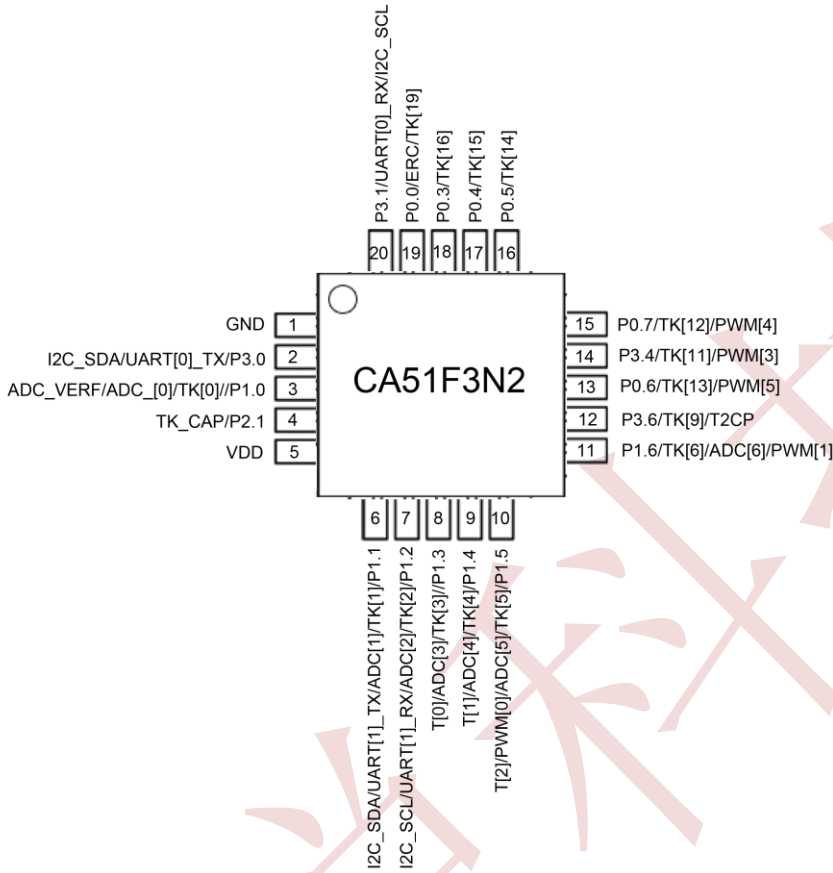 P3.1/UART[0]_RX/I2C_SCL
P0.0/ERC/TK[19]
P0.3/TK[16]
P0.4/TK[15]
P0.5/TK[14]
20
19
18
17
16
GND 1
I2C_SDA/UART[0]_TX/P3.0 2
ADC_VERF/ADC_[0]/TK[0]//P1.0 3
TK_CAP/P2.1 4
VDD 5
CA51F3N2
15 P0.7/TK[12]/PWM[4]
14 P3.4/TK[11]/PWM[3]
13 P0.6/TK[13]/PWM[5]
12 P3.6/TK[9]/T2CP
11 P1.6/TK[6]/ADC[6]/PWM[1]
6
7
8
9
10
I2C_SDA/UART[1]_TX/ADC[1]/TK[1]/P1.1
I2C_SCL/UART[1]_RX/ADC[2]/TK[2]/P1.2
T[0]/ADC[3]/TK[3]//P1.3
T[1]/ADC[4]/TK[4]/P1.4
T[2]/PWM[0]/ADC[5]/TK[5]/P1.5